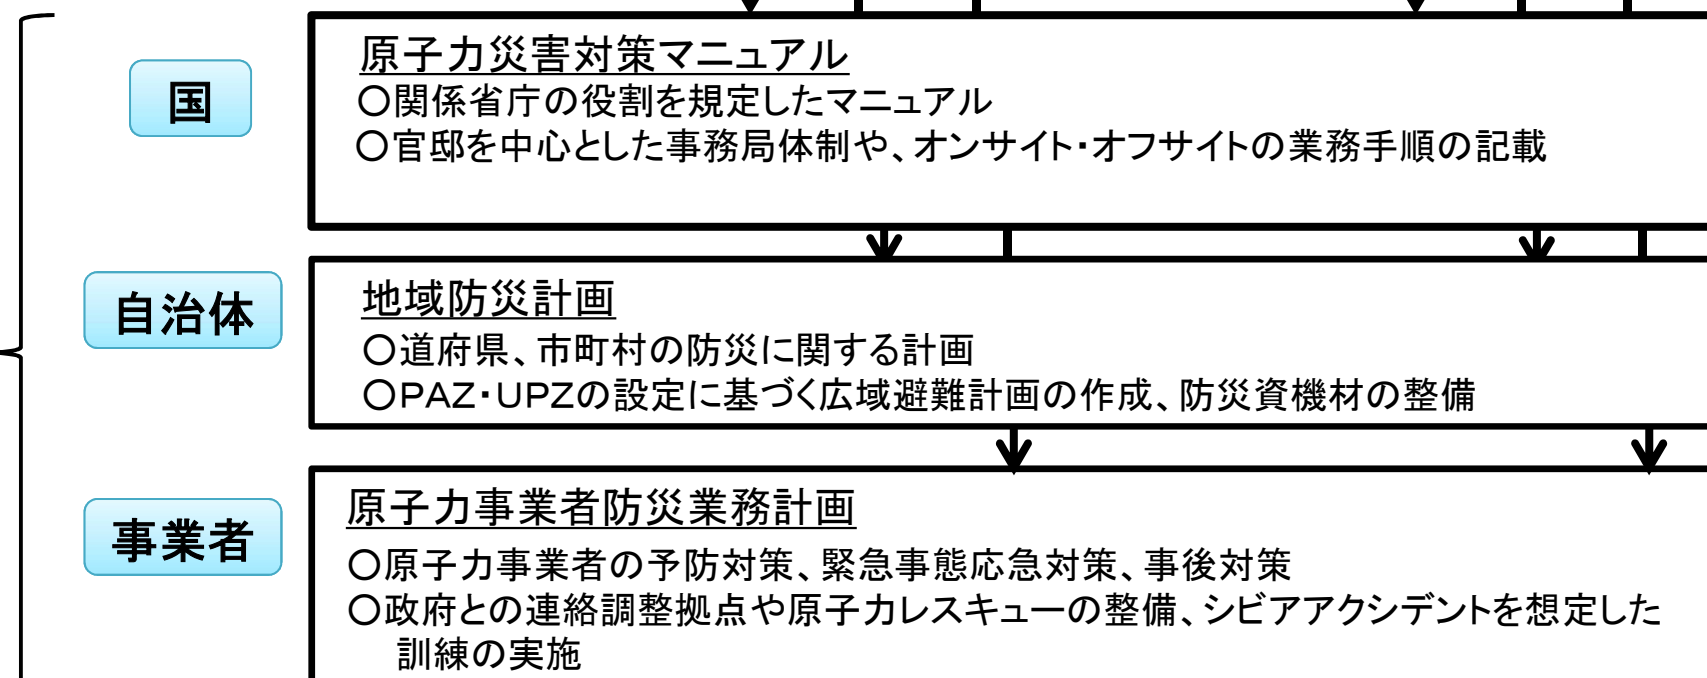 国
原子力災害対策マニュアル
○関係省庁の役割を規定したマニュアル
○官邸を中心とした事務局体制や、オンサイト・オフサイトの業務手順の記載
自治体
地域防災計画
○道府県、市町村の防災に関する計画
○PAZ・UPZの設定に基づく広域避難計画の作成、防災資機材の整備
事業者
原子力事業者防災業務計画
○原子力事業者の予防対策、緊急事態応急対策、事後対策
○政府との連絡調整拠点や原子力レスキューの整備、シビアアクシデントを想定した
訓練の実施